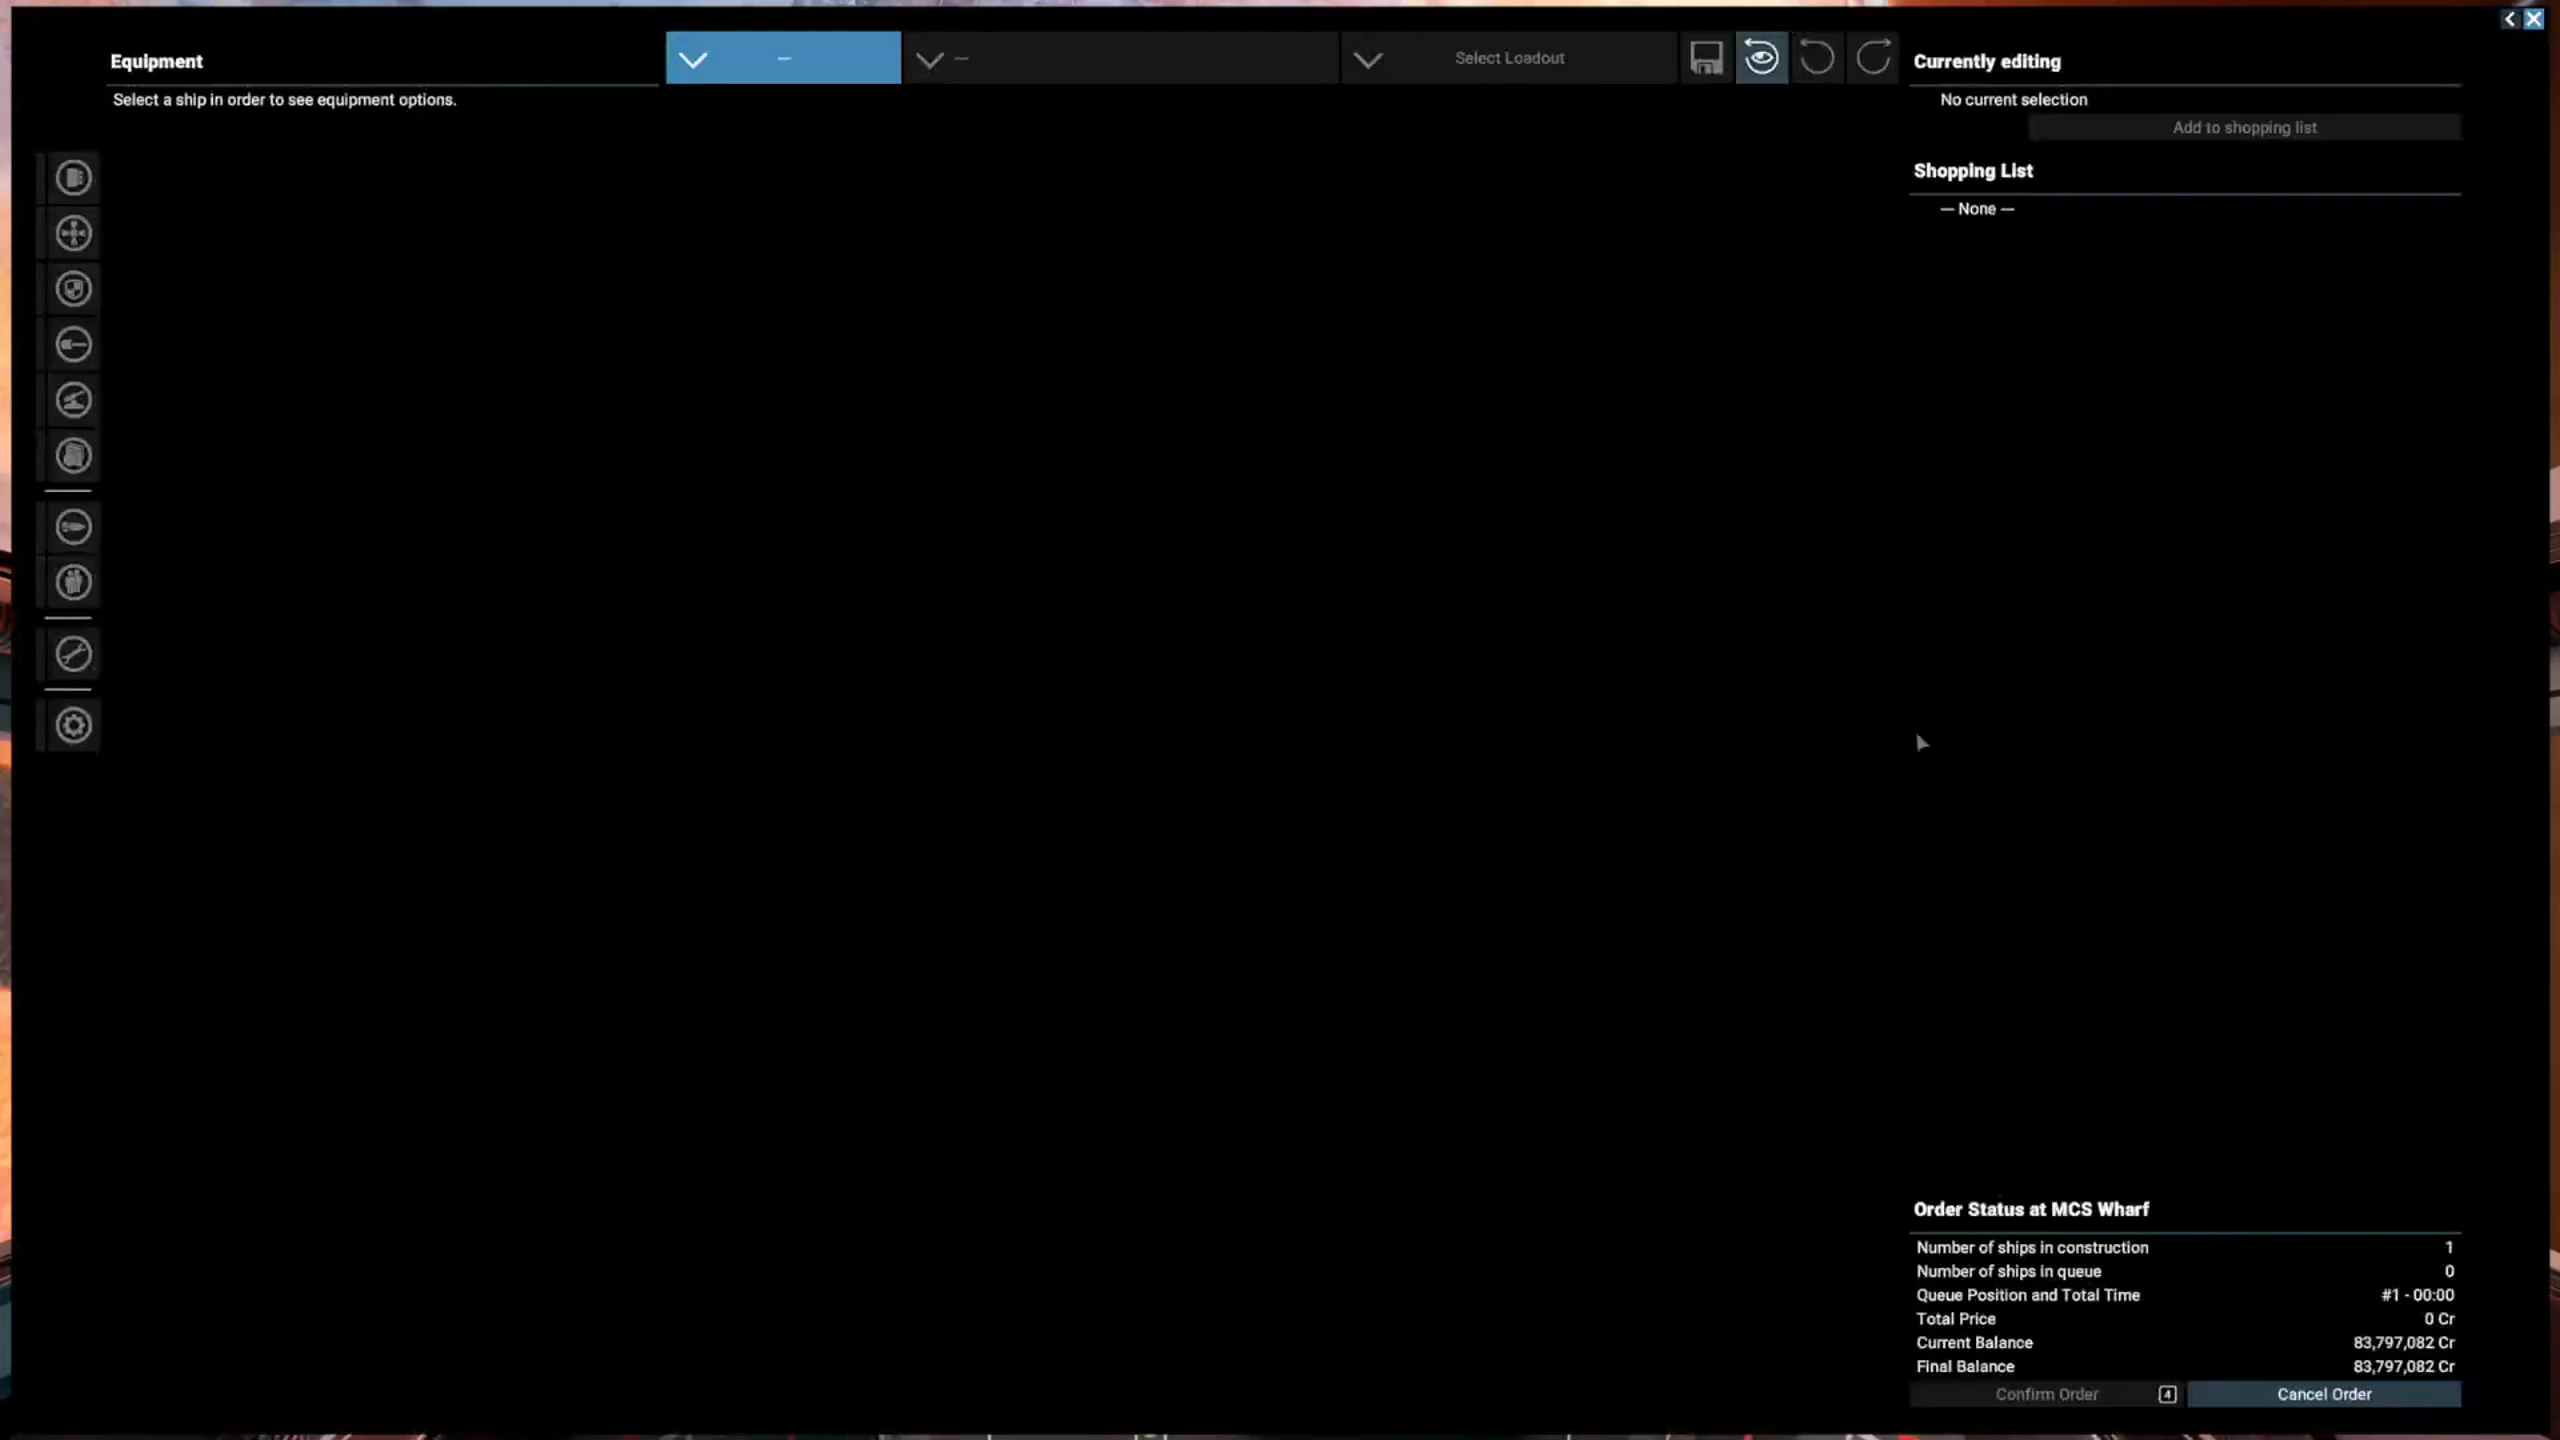 Equipment
Select a ship in order to see equipment options.
—
—
Select Loadout
Currently editing
No current selection
Add to shopping list
Shopping List
— None —
Order Status at MCS Wharf
Number of ships in construction 1
Number of ships in queue 0
Queue Position and Total Time #1 - 00:00
Total Price 0 Cr
Current Balance 83,797,082 Cr
Final Balance 83,797,082 Cr
Confirm Order 4 Cancel Order